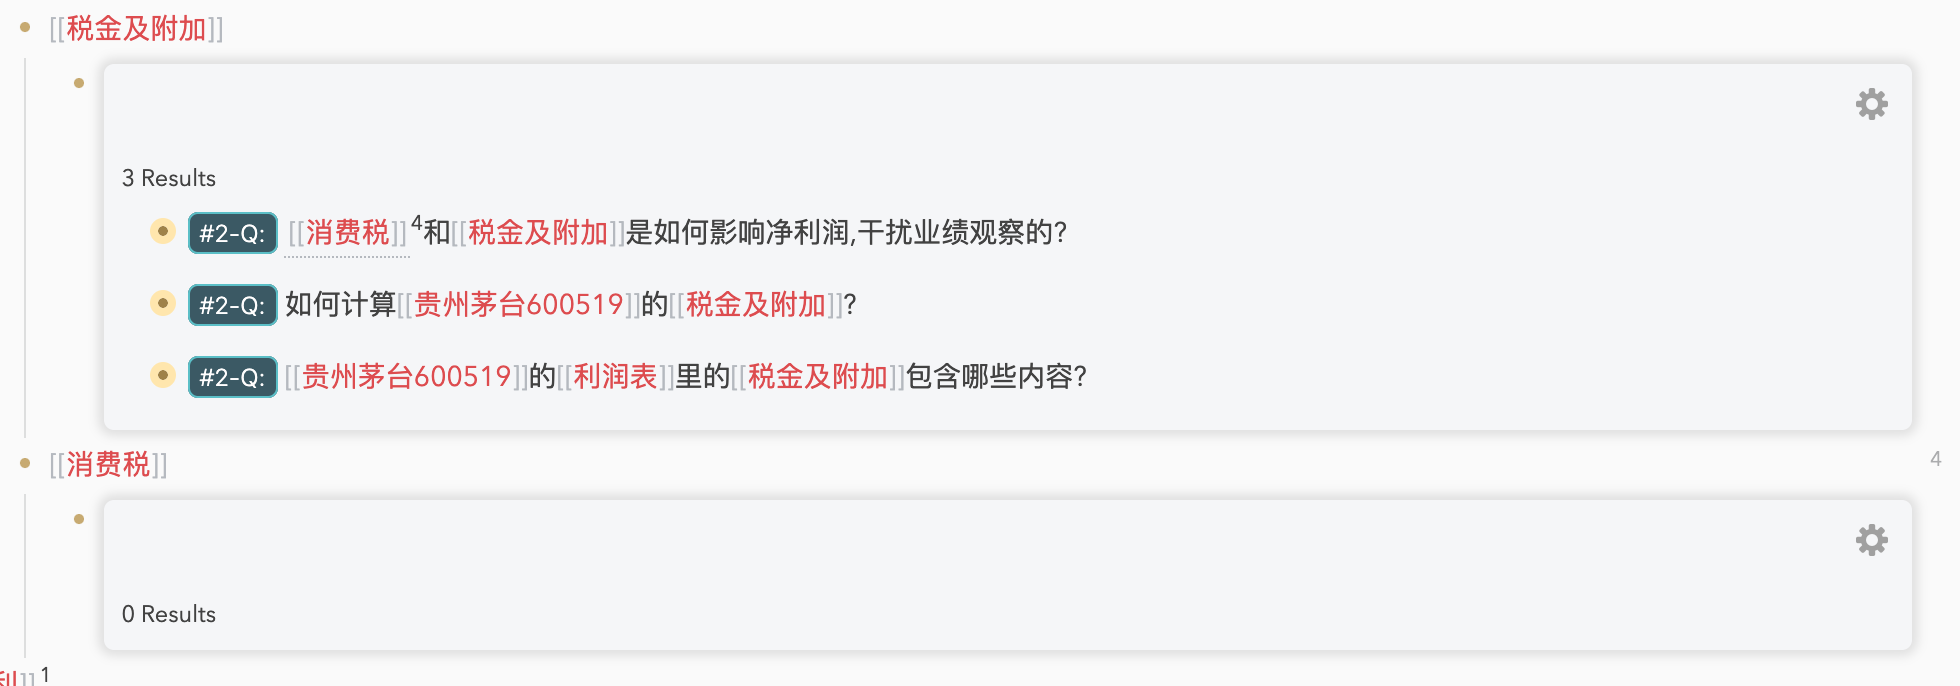 [[税金及附加]]
3 Results
#2-Q: [[消费税]]4和[[税金及附加]]是如何影响净利润,干扰业绩观察的?
#2-Q: 如何计算[[贵州茅台600519]]的[[税金及附加]]?
#2-Q: [[贵州茅台600519]]的[[利润表]]里的[[税金及附加]]包含哪些内容?
[[消费税]] 4
0 Results
利]]1